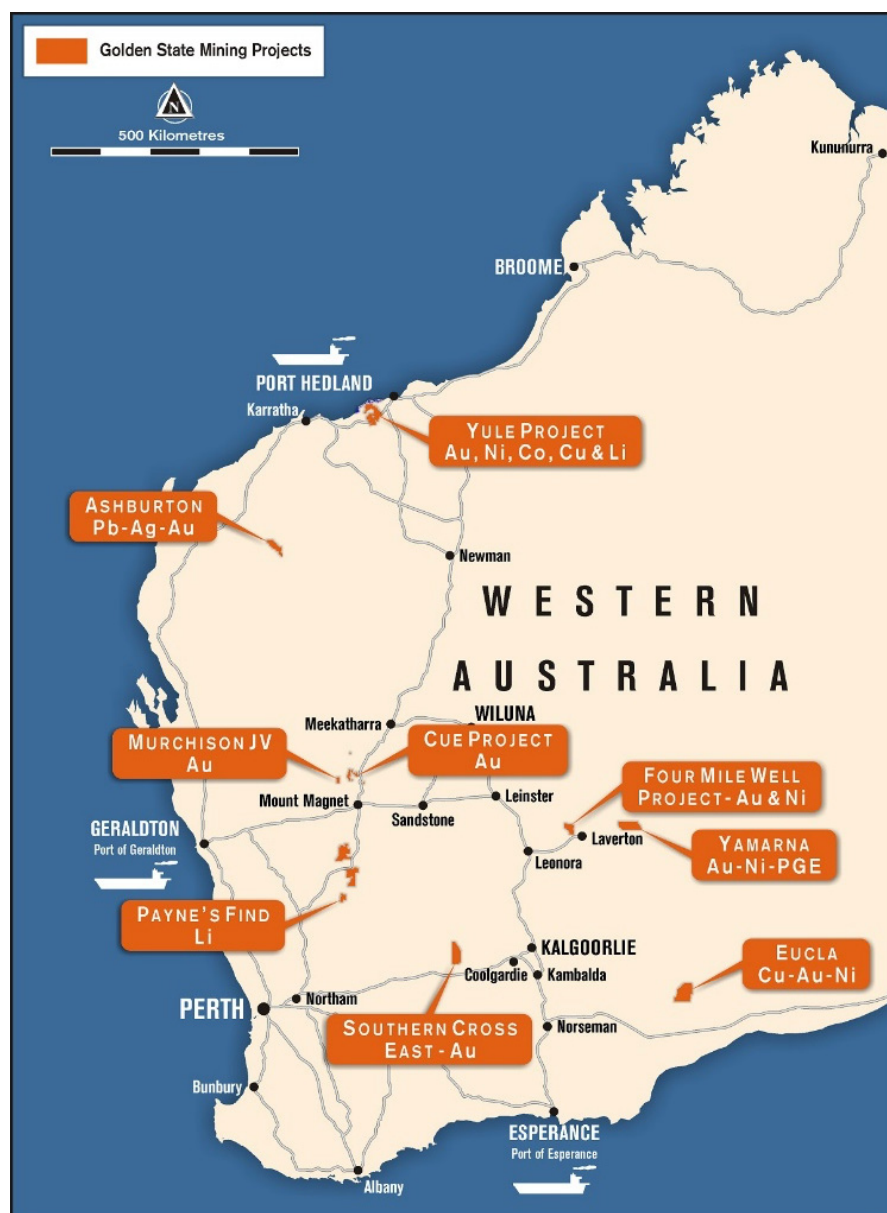 Golden State Mining Projects
N
500 Kilometres
Kununurra
BROOME
PORT HEDLAND
Karratha
YULE PROJECT
Au, Ni, Co, Cu & Li
ASHBURTON
Pb-Ag-Au
Newman
WESTERN
AUSTRALIA
Meekatharra
WILUNA
MURCHISON JV
Au
CUE PROJECT
Au
FOUR MILE WELL
PROJECT- Au & Ni
Mount Magnet
Sandstone
Leinster
GERALDTON
Port of Geraldton
Leonora
Laverton
YAMARNA
Au-Ni-PGE
PAYNE'S FIND
Li
KALGOORLIE
Coolgardie
Kambalda
EUCLA
Cu-Au-Ni
PERTH
Northam
SOUTHERN CROSS
EAST - Au
Norseman
Bunbury
ESPERANCE
Port of Esperance
Albany